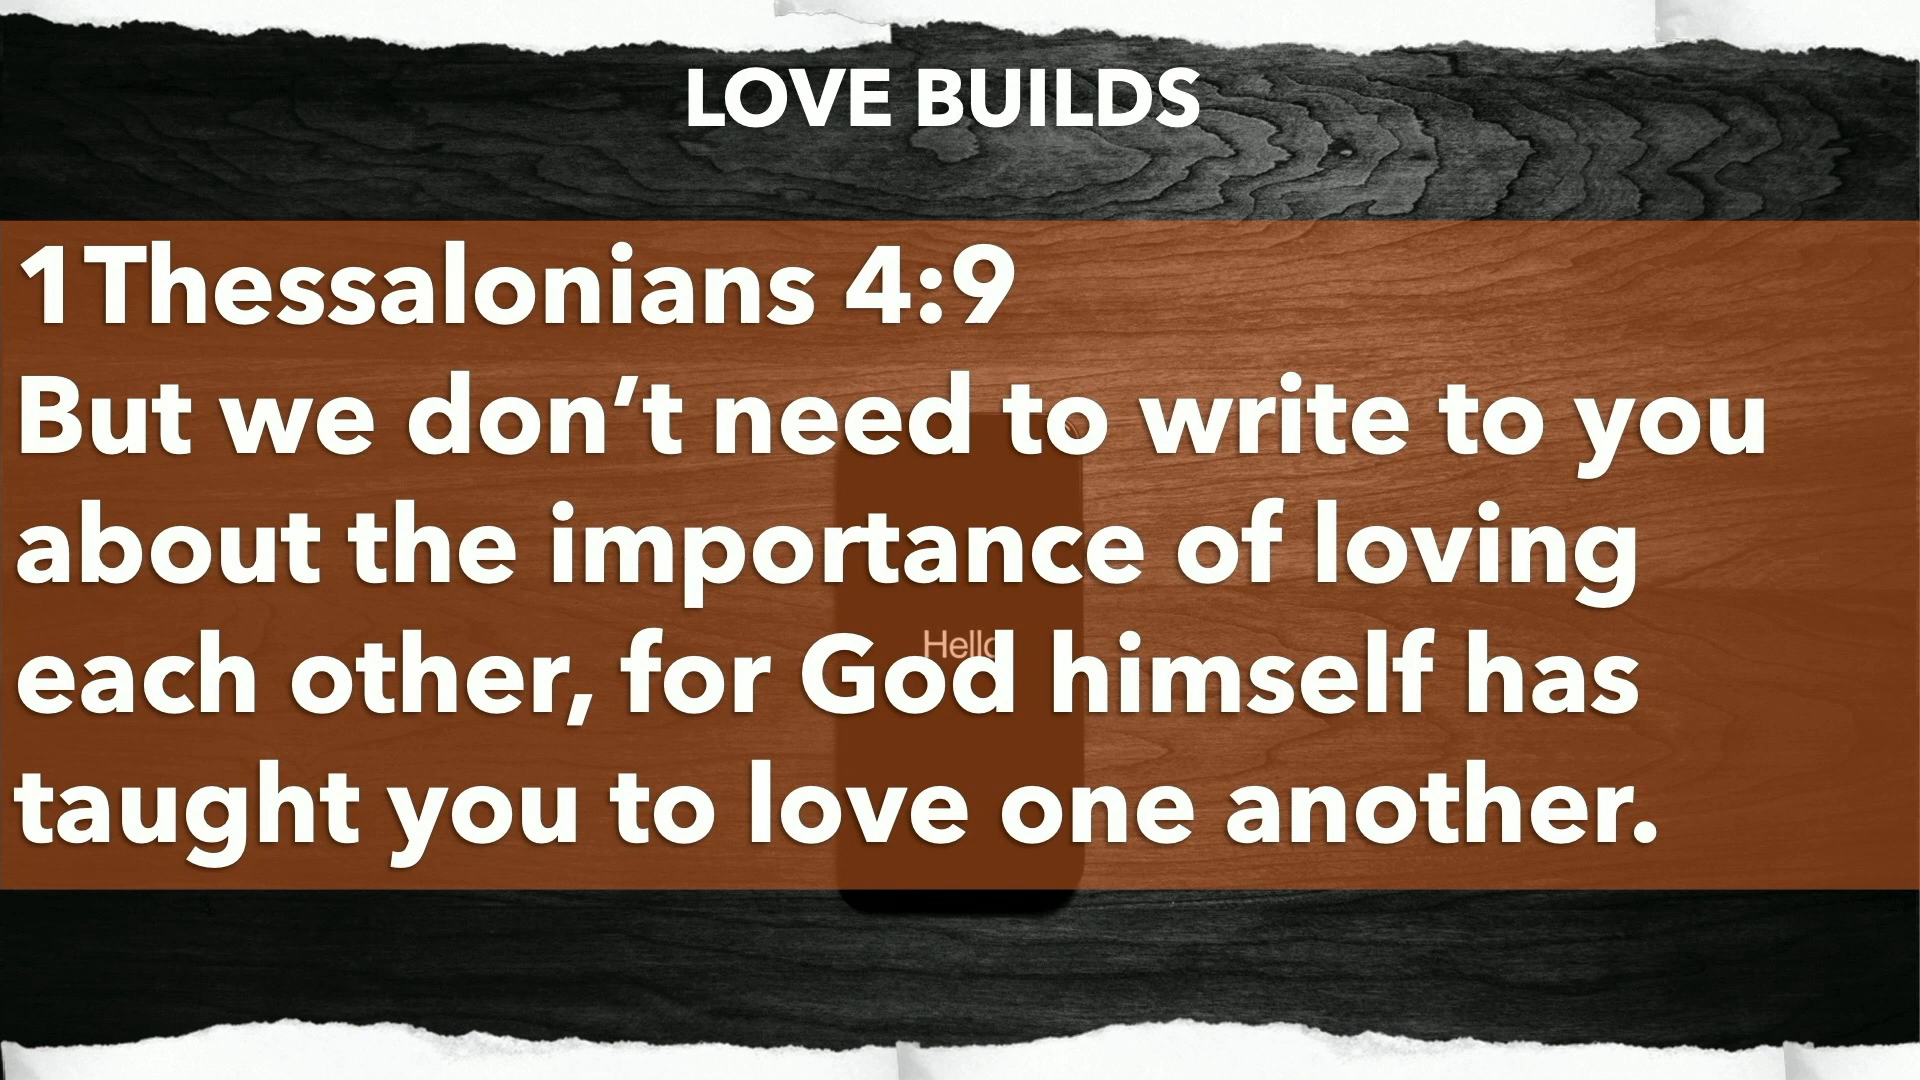 LOVE BUILDS
1Thessalonians 4:9
But we don’t need to write to you
about the importance of loving
Hello
each other, for God himself has
taught you to love one another.